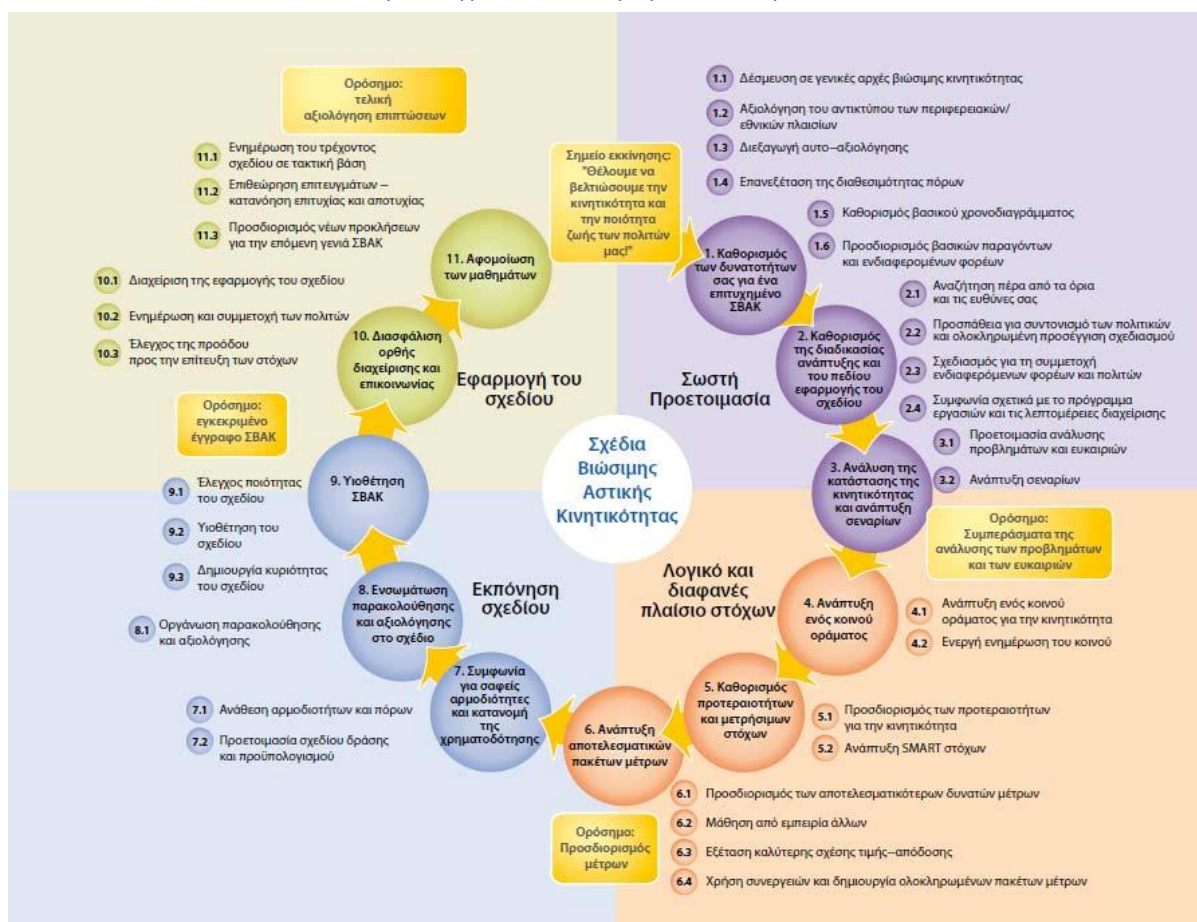 Ορόσημο:
τελική
αξιολόγηση επιπτώσεων
11.1 Ενημέρωση του τρέχοντος
σχεδίου σε τακτική βάση
11.2 Επιθεώρηση επιτευγμάτων –
κατανόηση επιτυχίας και αποτυχίας
11.3 Προσδιορισμός νέων προκλήσεων
για την επόμενη γενιά ΣΒΑΚ
10.1 Διαχείριση της εφαρμογής του σχεδίου
10.2 Ενημέρωση και συμμετοχή των πολιτών
10.3 Έλεγχος της προόδου
προς την επίτευξη των στόχων
Σημείο εκκίνησης:
"Θέλουμε να
βελτιώσουμε την
κινητικότητα και
την ποιότητα
ζωής των πολιτών
μας!"
1.1 Δέσμευση σε γενικές αρχές βιώσιμης κινητικότητας
1.2 Αξιολόγηση του αντικτύπου των περιφερειακών/
εθνικών πλαισίων
1.3 Διεξαγωγή αυτο–αξιολόγησης
1.4 Επανεξέταση της διαθεσιμότητας πόρων
1.5 Καθορισμός βασικού χρονοδιαγράμματος
1.6 Προσδιορισμός βασικών παραγόντων
και ενδιαφερομένων φορέων
1. Καθορισμός
των δυνατοτήτων
σας για ένα
επιτυχημένο
ΣΒΑΚ
2.1 Αναζήτηση πέρα από τα όρια
και τις ευθύνες σας
2.2 Προσπάθεια για συντονισμό των πολιτικών
και ολοκληρωμένη προσέγγιση σχεδιασμού
2.3 Σχεδιασμός για τη συμμετοχή
ενδιαφερόμενων φορέων και πολιτών
2.4 Συμφωνία σχετικά με το πρόγραμμα
εργασιών και τις λεπτομέρειες διαχείρισης
2. Καθορισμός
της διαδικασίας
ανάπτυξης και
του πεδίου
εφαρμογής του
σχεδίου
3.1 Προετοιμασία ανάλυσης
προβλημάτων και ευκαιριών
3.2 Ανάπτυξη σεναρίων
3. Ανάλυση της
κατάστασης της
κινητικότητας
και ανάπτυξη
σεναρίων
Ορόσημο:
Συμπεράσματα της
ανάλυσης των προβλημάτων
και των ευκαιριών
11. Αφομοίωση
των μαθημάτων
10. Διασφάλιση
ορθής
διαχείρισης και
επικοινωνίας
Εφαρμογή του
σχεδίου
Σωστή
Προετοιμασία
Σχέδια
Βιώσιμης
Αστικής
Κινητικότητας
Ορόσημο:
εγκεκριμενο
έγγραφο ΣΒΑΚ
9. Υιοθέτηση
ΣΒΑΚ
9.1 Έλεγχος ποιότητας
του σχεδίου
9.2 Υιοθέτηση του
σχεδίου
9.3 Δημιουργία κυριότητας
του σχεδίου
Εκπόνηση
σχεδίου
8. Ενσωμάτωση
παρακολούθησης
και αξιολόγησης
στο σχέδιο
8.1 Οργάνωση παρακολούθησης
και αξιολόγησης
7. Συμφωνία
για σαφείς
αρμοδιότητες
και κατανομή
της
χρηματοδότησης
7.1 Ανάθεση αρμοδιοτήτων και πόρων
7.2 Προετοιμασία σχεδίου δράσης
και προϋπολογισμού
Λογικό και
διαφανές
πλαίσιο στόχων
4. Ανάπτυξη
ενός κοινού
οράματος
4.1 Ανάπτυξη ενός κοινού
οράματος για την κινητικότητα
4.2 Ενεργή ενημέρωση του κοινού
5. Καθορισμός
προτεραιοτήτων
και μετρήσιμων
στόχων
5.1 Προσδιορισμός των προτεραιοτήτων
για την κινητικότητα
5.2 Ανάπτυξη SMART στόχων
6. Ανάπτυξη
αποτελεσματικών
πακέτων μέτρων
6.1 Προσδιορισμός των αποτελεσματικότερων δυνατών μέτρων
6.2 Μάθηση από εμπειρία άλλων
6.3 Εξέταση καλύτερης σχέσης τιμής–απόδοσης
6.4 Χρήση συνεργειών και δημιουργία ολοκληρωμένων πακέτων μέτρων
Ορόσημο:
Προσδιορισμός
μέτρων